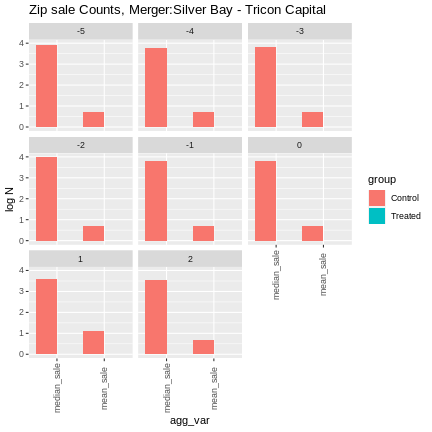 Zip sale Counts, Merger:Silver Bay - Tricon Capital
-5
-4
-3
4
3
2
1
0
-2
-1
0
4
3
2
1
0
1
2
4
3
2
1
0
median_sale
mean_sale
median_sale
mean_sale
median_sale
mean_sale
log N
agg_var
group
Control
Treated